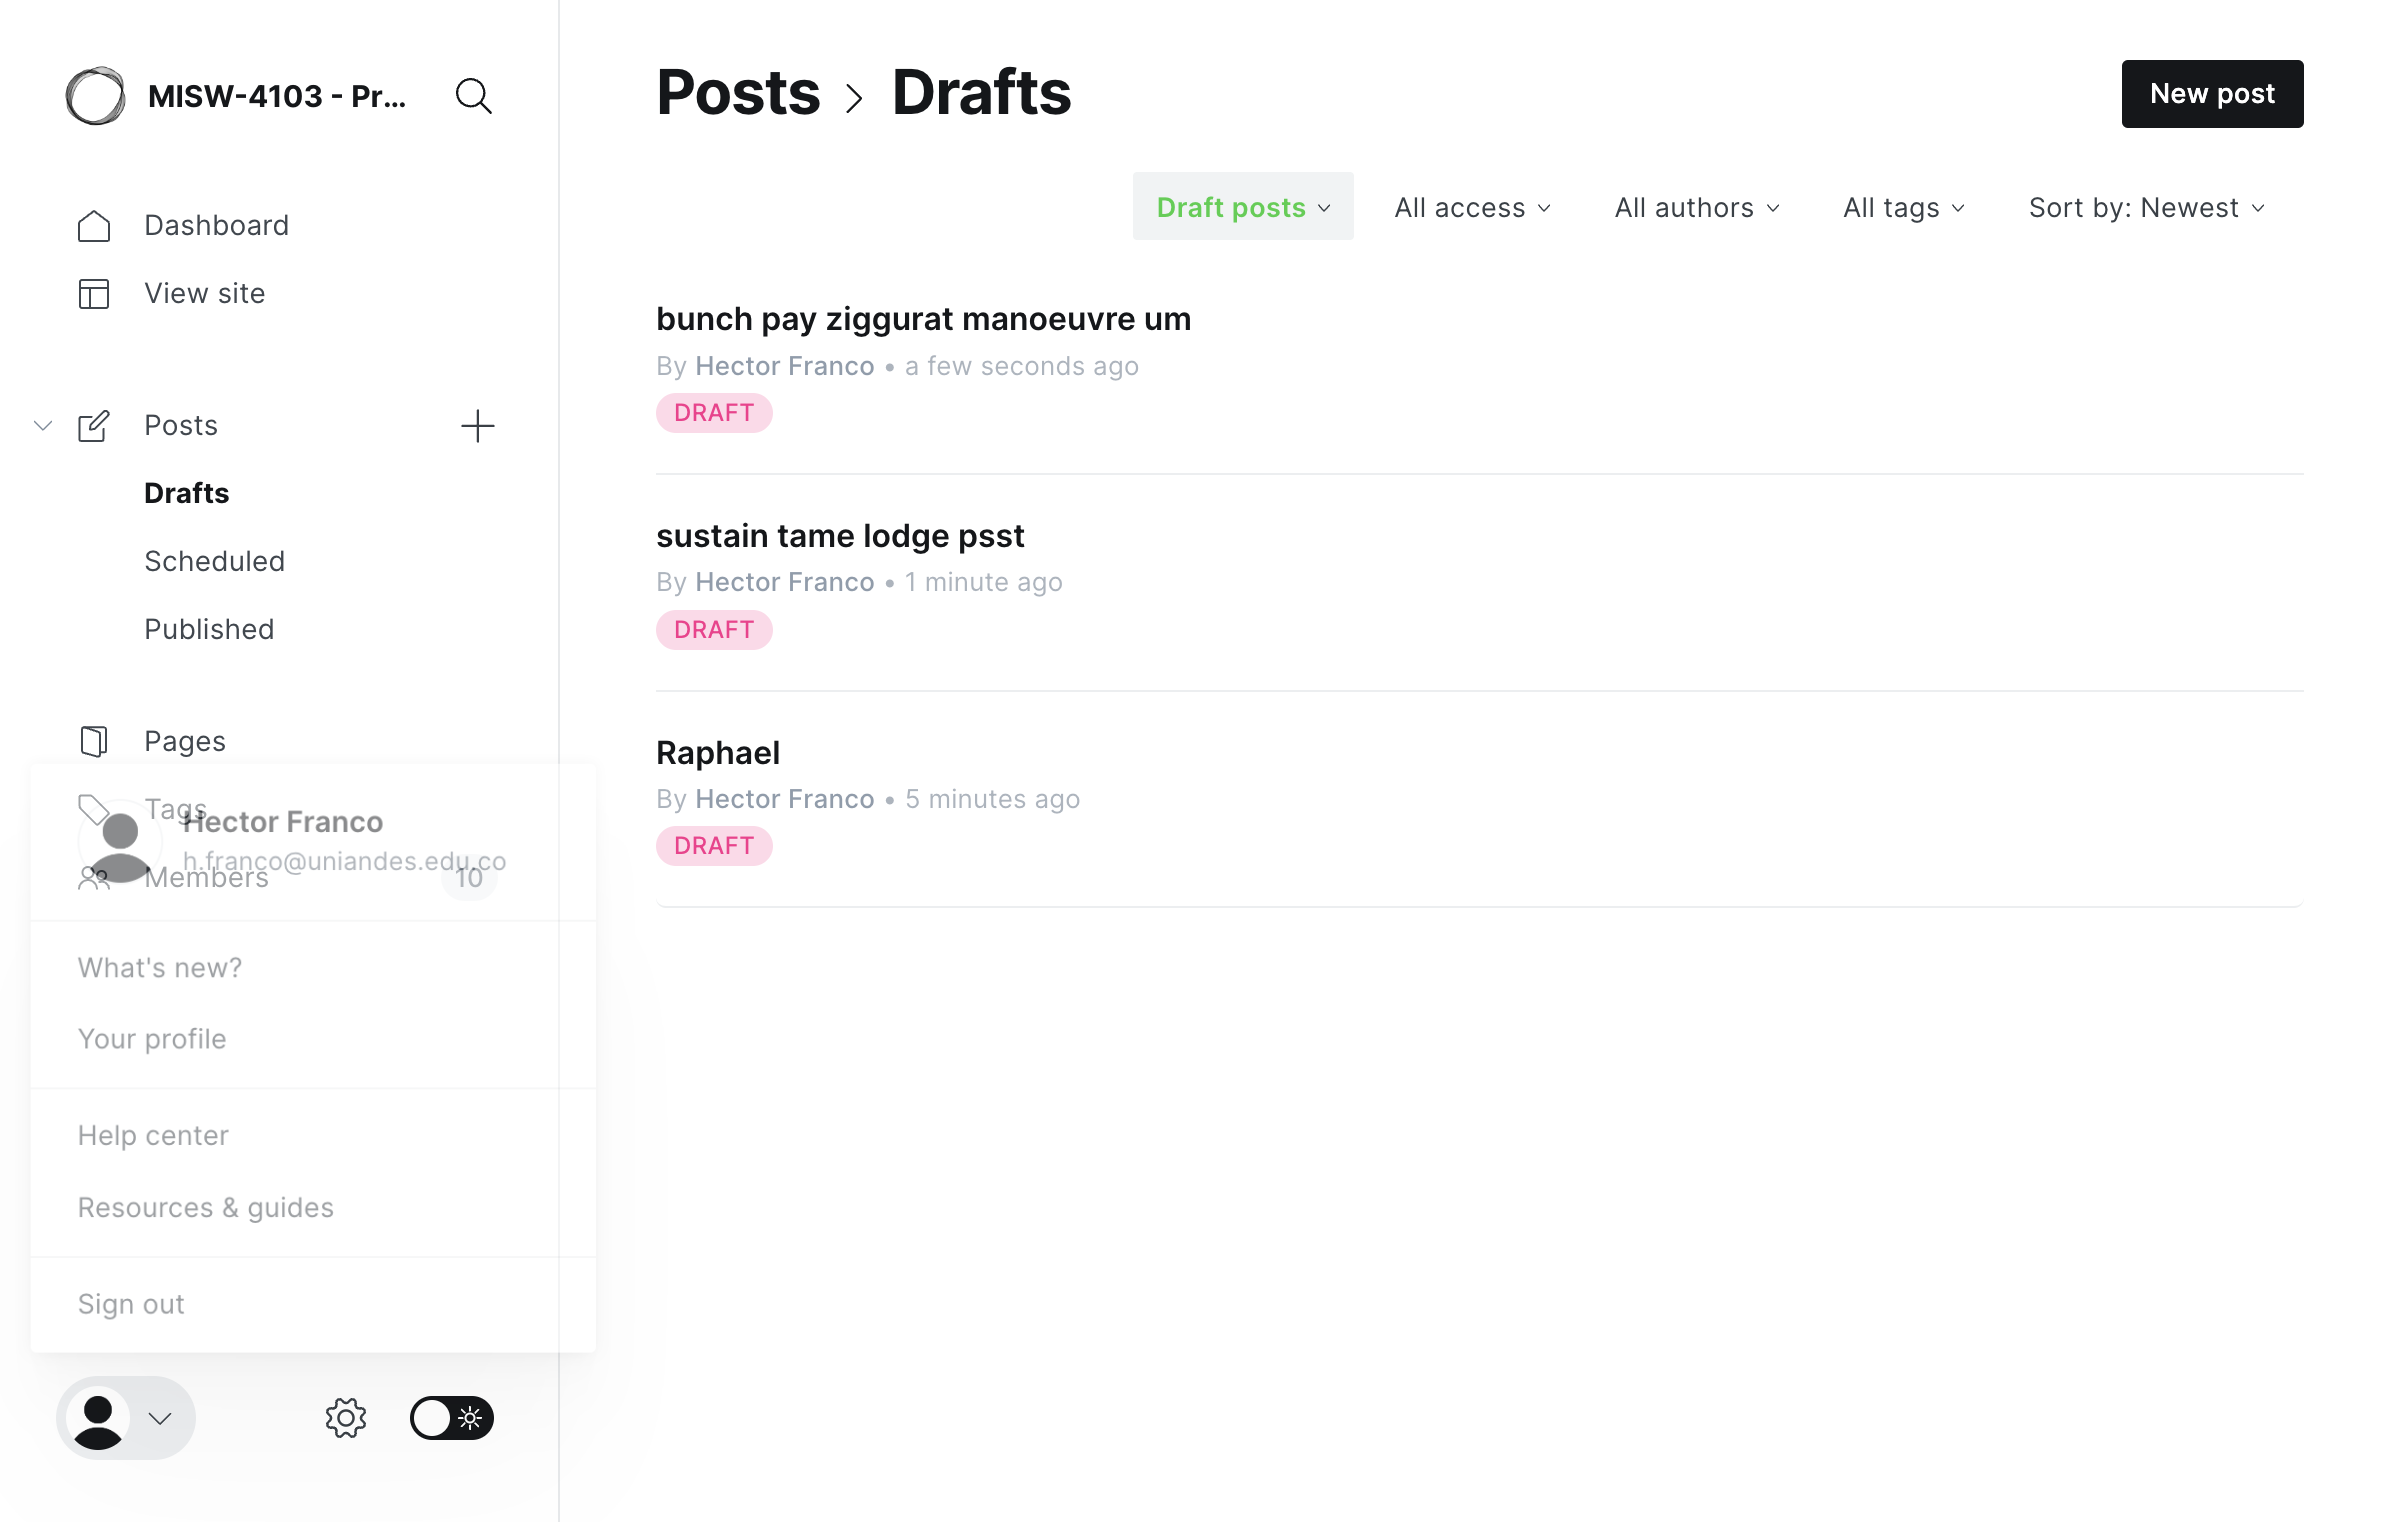 MISW-4103 - Pr...
Dashboard
View site
Posts
Drafts
Scheduled
Published
Pages
Tags
Hector Franco
h.franco@uniandes.edu.co
Members
10
What's new?
Your profile
Help center
Resources & guides
Sign out
Posts > Drafts
New post
Draft posts
All access
All authors
All tags
Sort by: Newest
bunch pay ziggurat manoeuvre um
By Hector Franco • a few seconds ago
DRAFT
sustain tame lodge psst
By Hector Franco • 1 minute ago
DRAFT
Raphael
By Hector Franco • 5 minutes ago
DRAFT